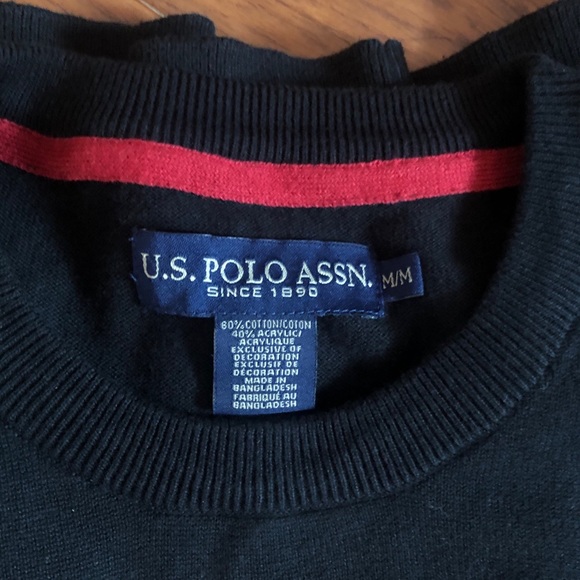 U.S. POLO ASSN.
SINCE 1890
M/M
60% COTTON/COTON
40% ACRYLIC/
ACRYLIQUE
EXCLUSIVE OF
DECORATION
EXCLUSIF DE
DÉCORATION
MADE IN
BANGLADESH
FABRIQUÉ AU
BANGLADESH